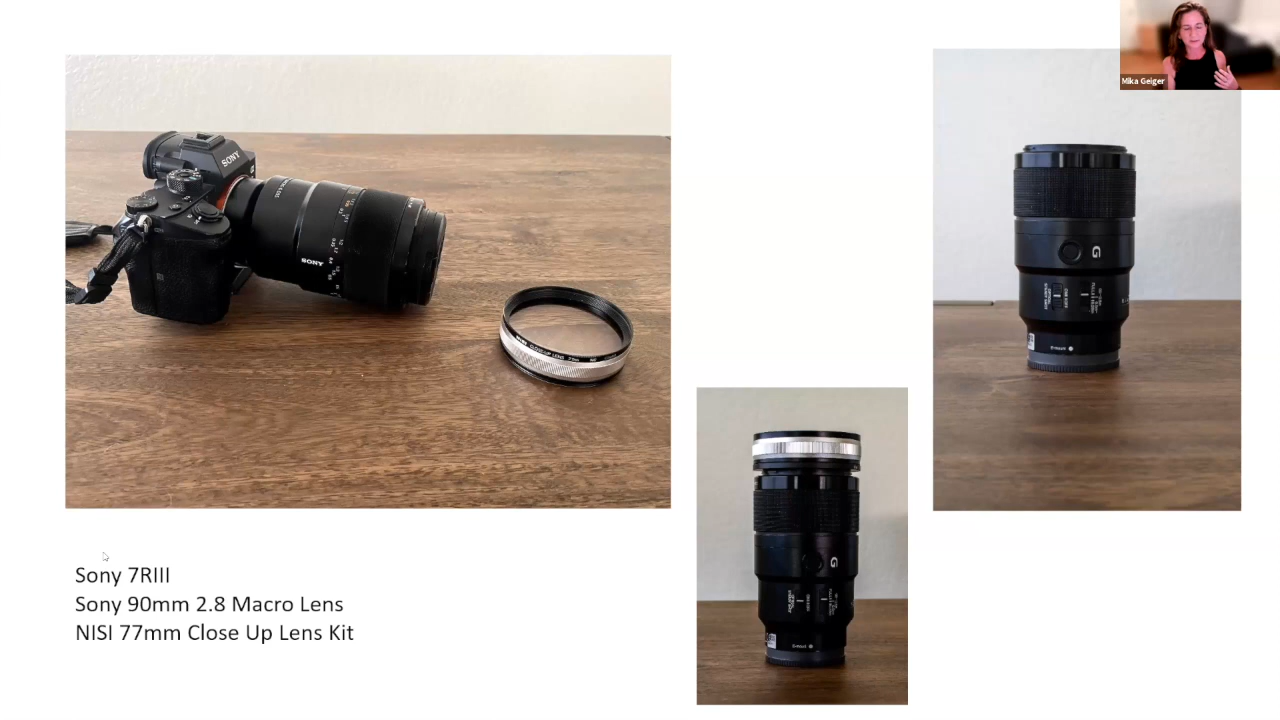 Mika Geiger
SONY
SONY
G
G
Sony 7RIII
Sony 90mm 2.8 Macro Lens
NISI 77mm Close Up Lens Kit